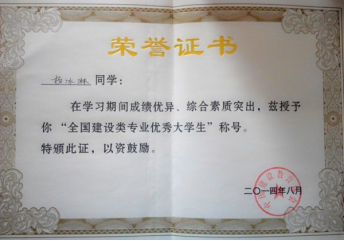 荣誉证书
同学：
在学习期间成绩优异、综合素质突出，兹授予
你“全国建设类专业优秀大学生”称号。
特颁此证，以资鼓励。
二〇一四年八月